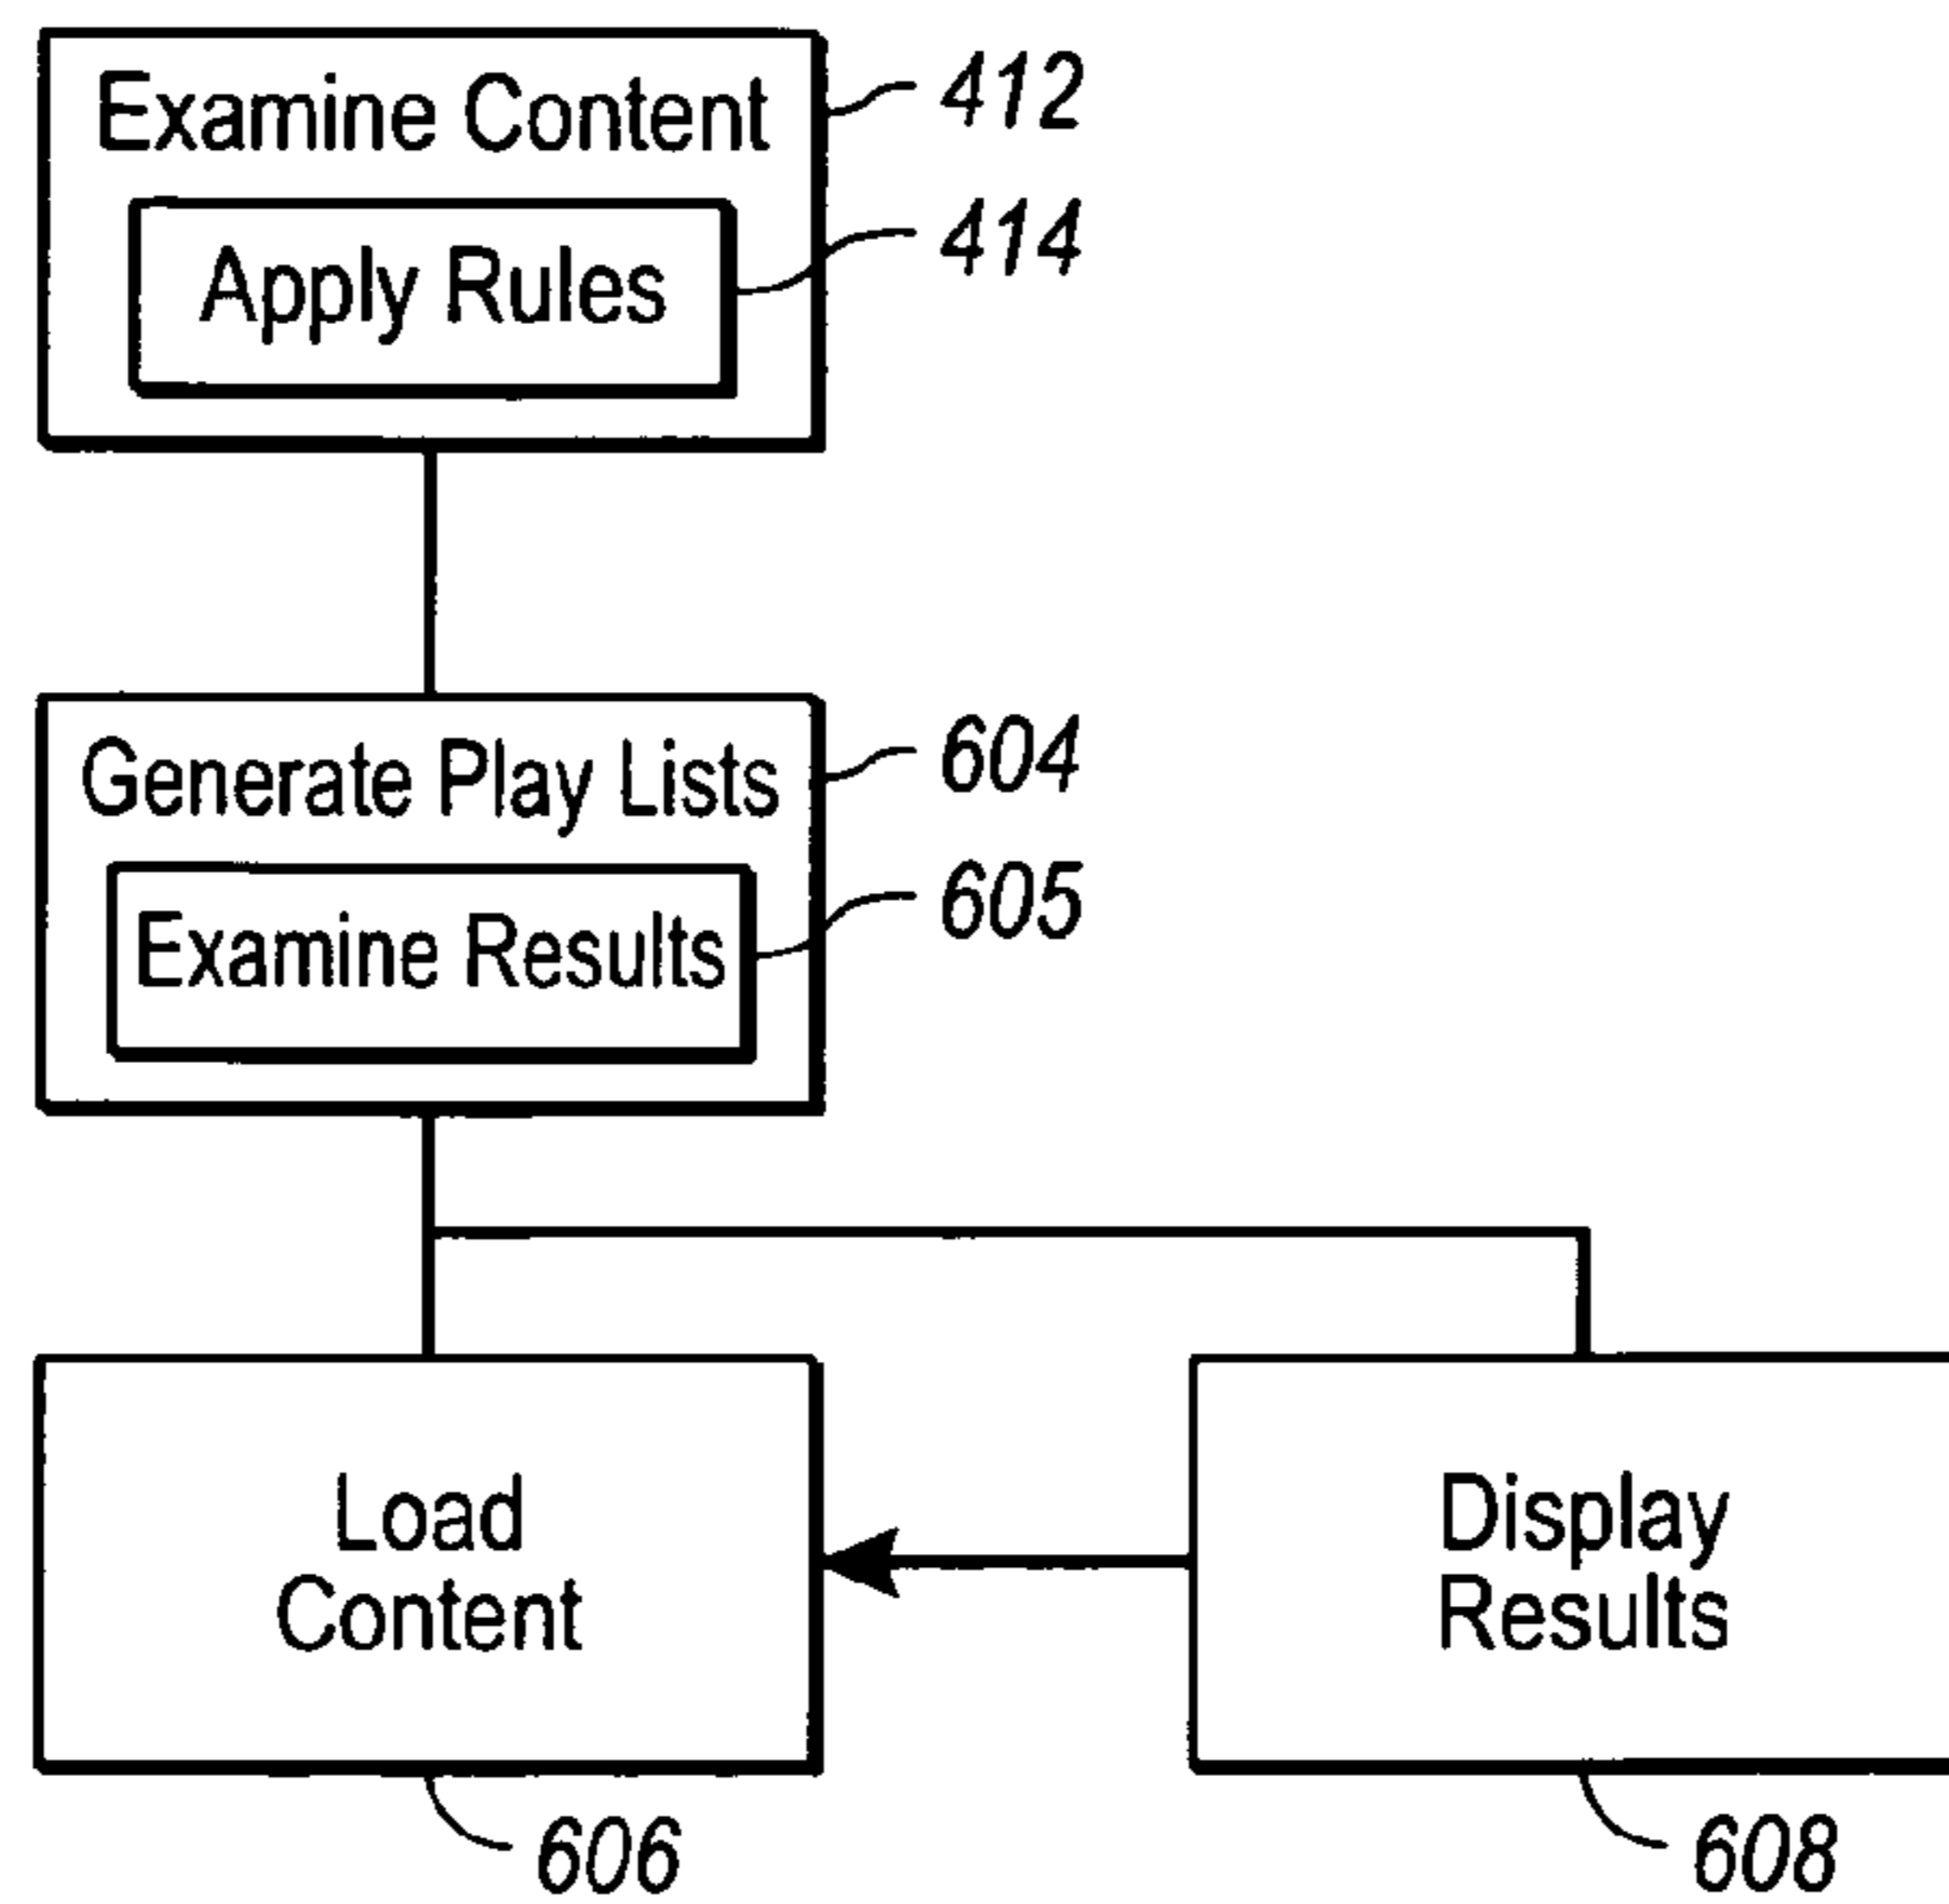 Examine Content
412
Apply Rules
414
Generate Play Lists
604
Examine Results
605
Load
Content
606
Display
Results
608